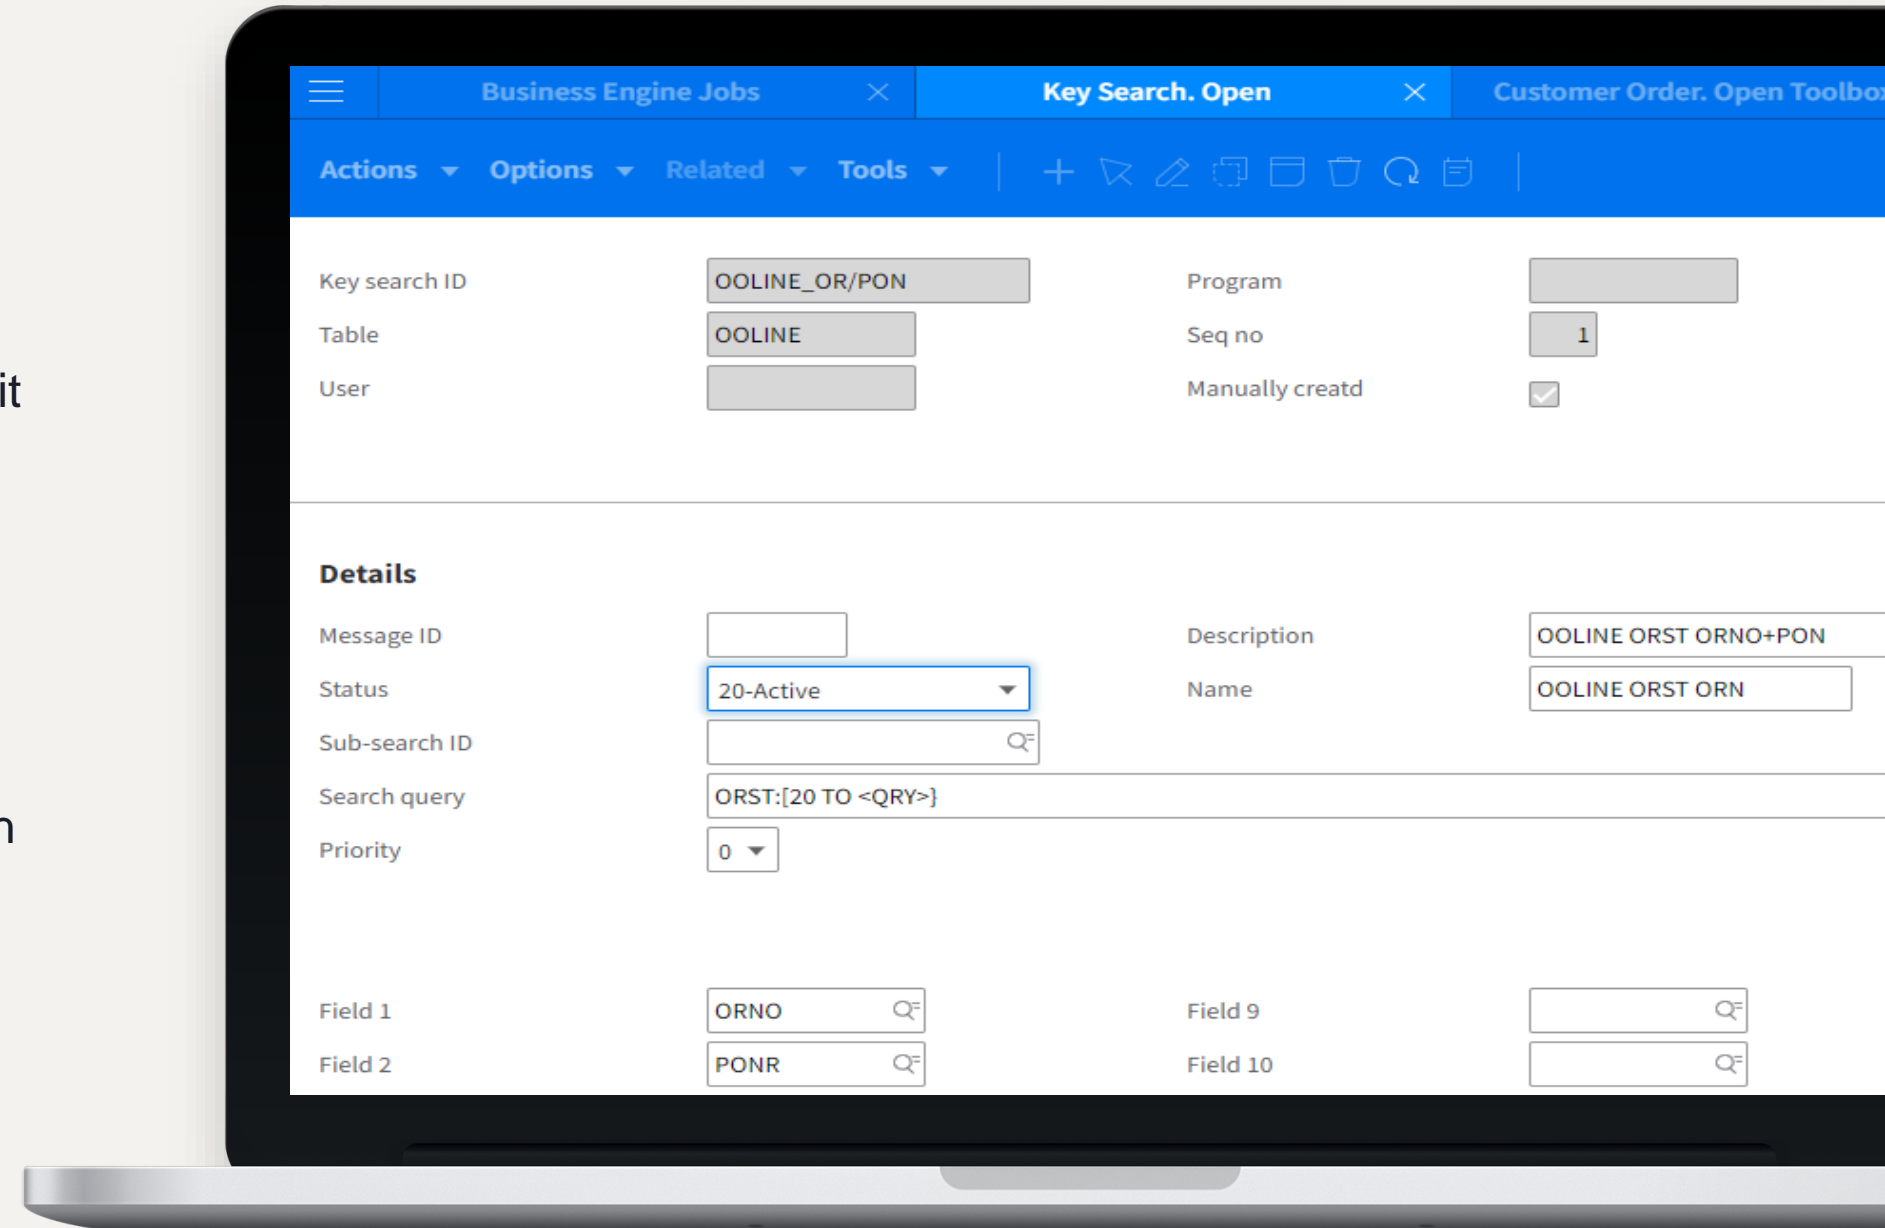 Business Engine Jobs
Key Search. Open
Customer Order. Open Toolbox
Actions Options Related Tools
Key search ID OOLINE_OR/PON Program
Table OOLINE Seq no 1
User Manually creatd
it
Details
Message ID Description OOLINE ORST ORNO+PON
Status 20-Active Name OOLINE ORST ORN
Sub-search ID
Search query ORST:[20 TO <QRY>}
n
Priority 0
Field 1 ORNO Field 9
Field 2 PONR Field 10